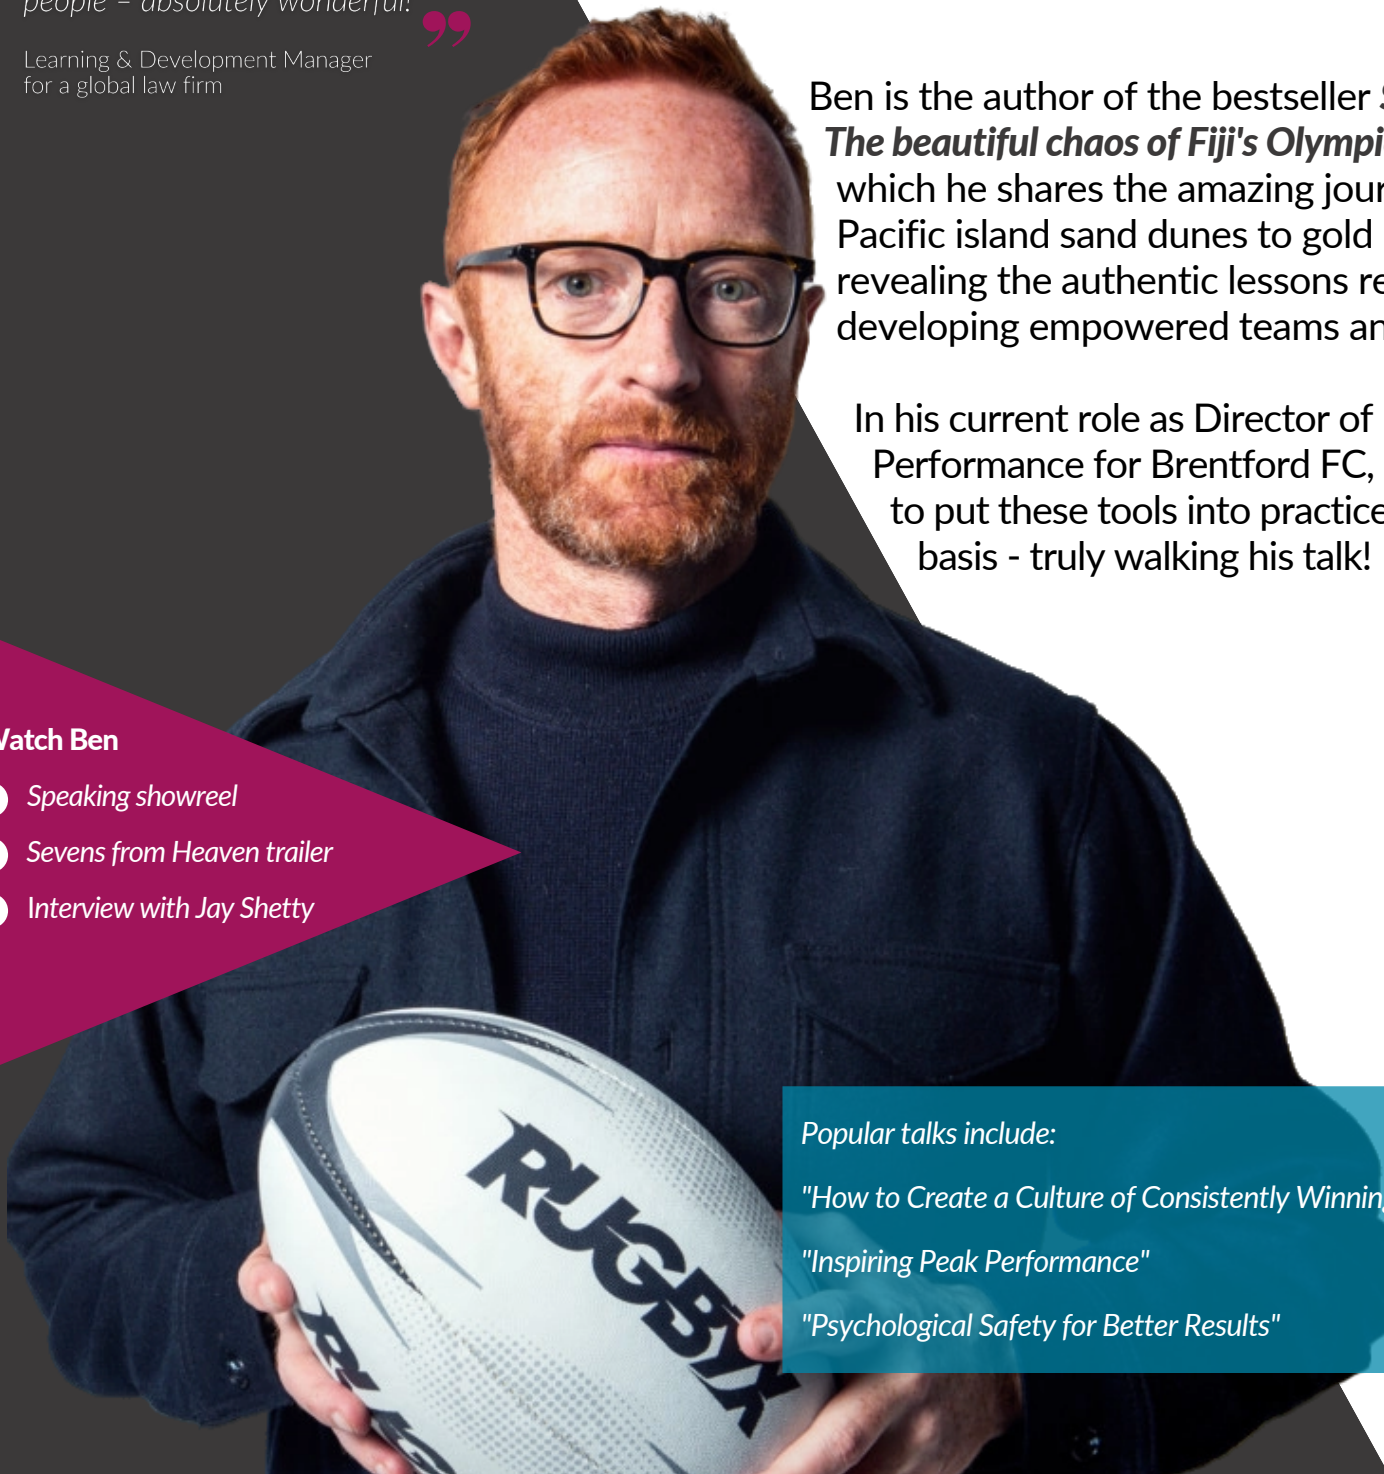 people – absolutely wonderful!
”
Learning & Development Manager
for a global law firm
Ben is the author of the bestseller
The beautiful chaos of Fiji's Olympi
which he shares the amazing jour
Pacific island sand dunes to gold
revealing the authentic lessons re
developing empowered teams an
In his current role as Director of
Performance for Brentford FC,
to put these tools into practice
basis - truly walking his talk!
Watch Ben
Speaking showreel
Sevens from Heaven trailer
Interview with Jay Shetty
RUGBYX
Popular talks include:
"How to Create a Culture of Consistently Winnin
"Inspiring Peak Performance"
"Psychological Safety for Better Results"